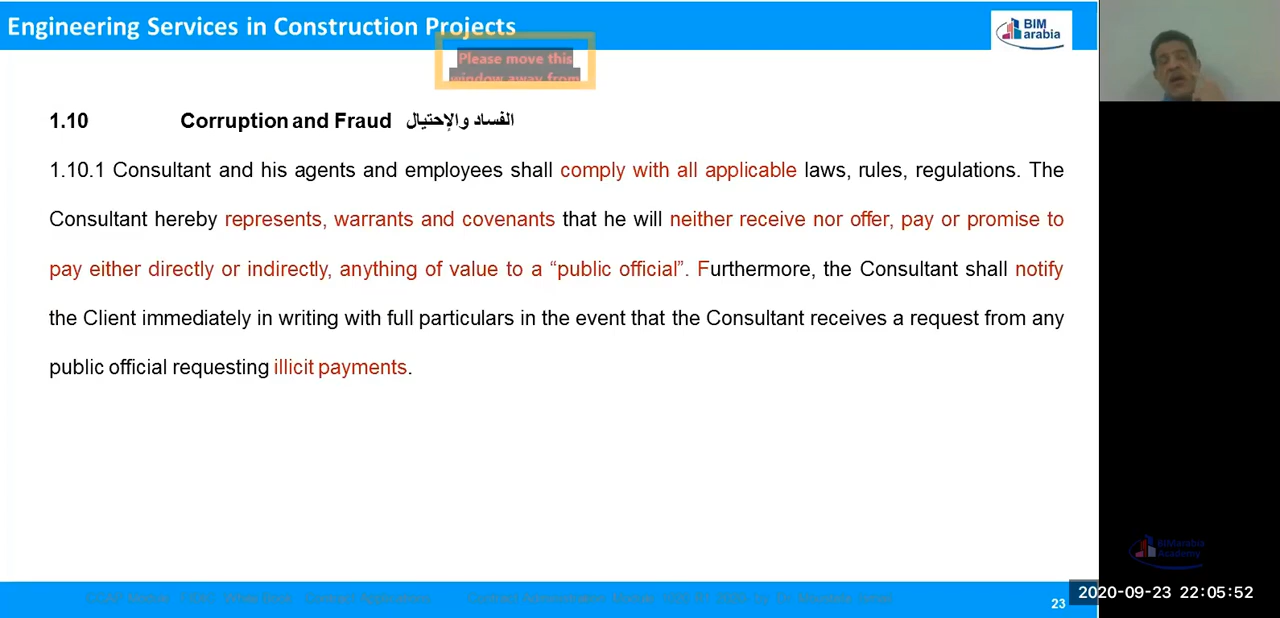 Engineering Services in Construction Projects
BIM
arabia
Please move this
window away from
1.10 Corruption and Fraud الفساد والإحتيال
1.10.1 Consultant and his agents and employees shall comply with all applicable laws, rules, regulations. The
Consultant hereby represents, warrants and covenants that he will neither receive nor offer, pay or promise to
pay either directly or indirectly, anything of value to a “public official”. Furthermore, the Consultant shall notify
the Client immediately in writing with full particulars in the event that the Consultant receives a request from any
public official requesting illicit payments.
BIMarabia
Academy
23
2020-09-23 22:05:52